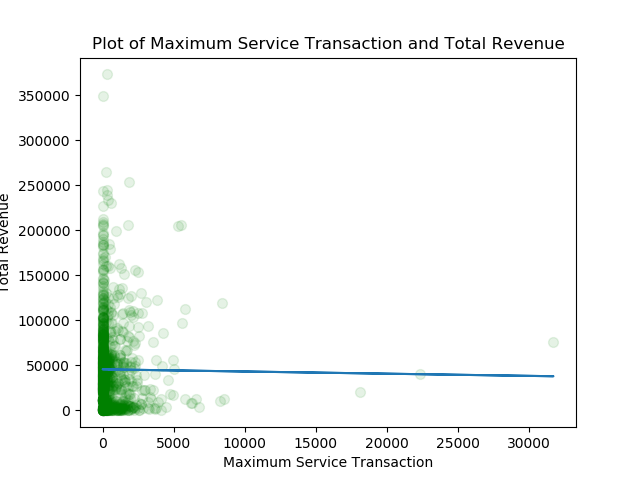 Plot of Maximum Service Transaction and Total Revenue
350000
300000
250000
200000
150000
100000
50000
0
Total Revenue
0 5000 10000 15000 20000 25000 30000
Maximum Service Transaction